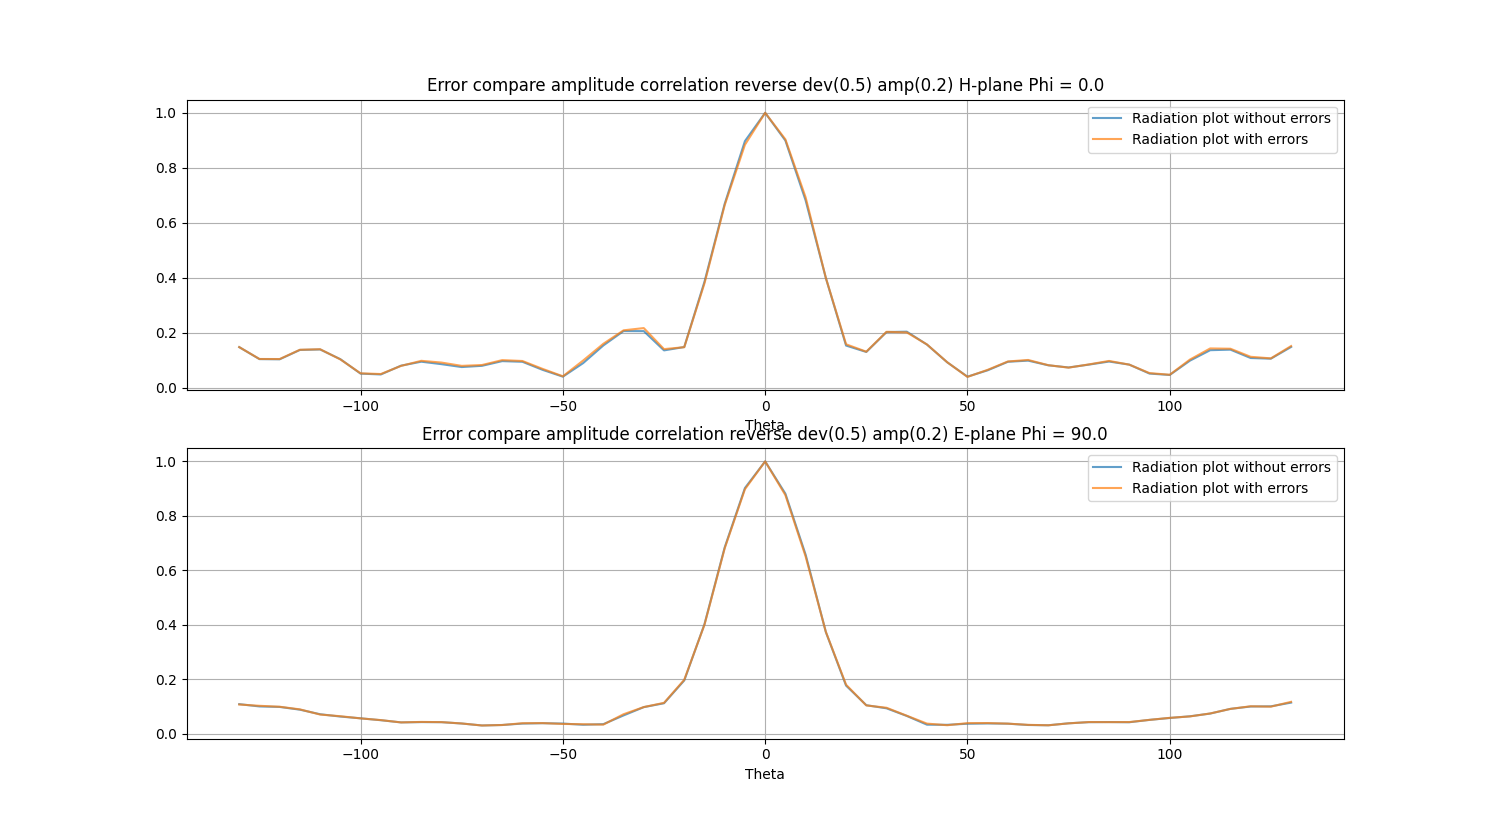 Error compare amplitude correlation reverse dev(0.5) amp(0.2) H-plane Phi = 0.0
Radiation plot without errors
Radiation plot with errors
1.0
0.8
0.6
0.4
0.2
0.0
−100 −50 0 50 100
Theta
Error compare amplitude correlation reverse dev(0.5) amp(0.2) E-plane Phi = 90.0
Radiation plot without errors
Radiation plot with errors
1.0
0.8
0.6
0.4
0.2
0.0
−100 −50 0 50 100
Theta